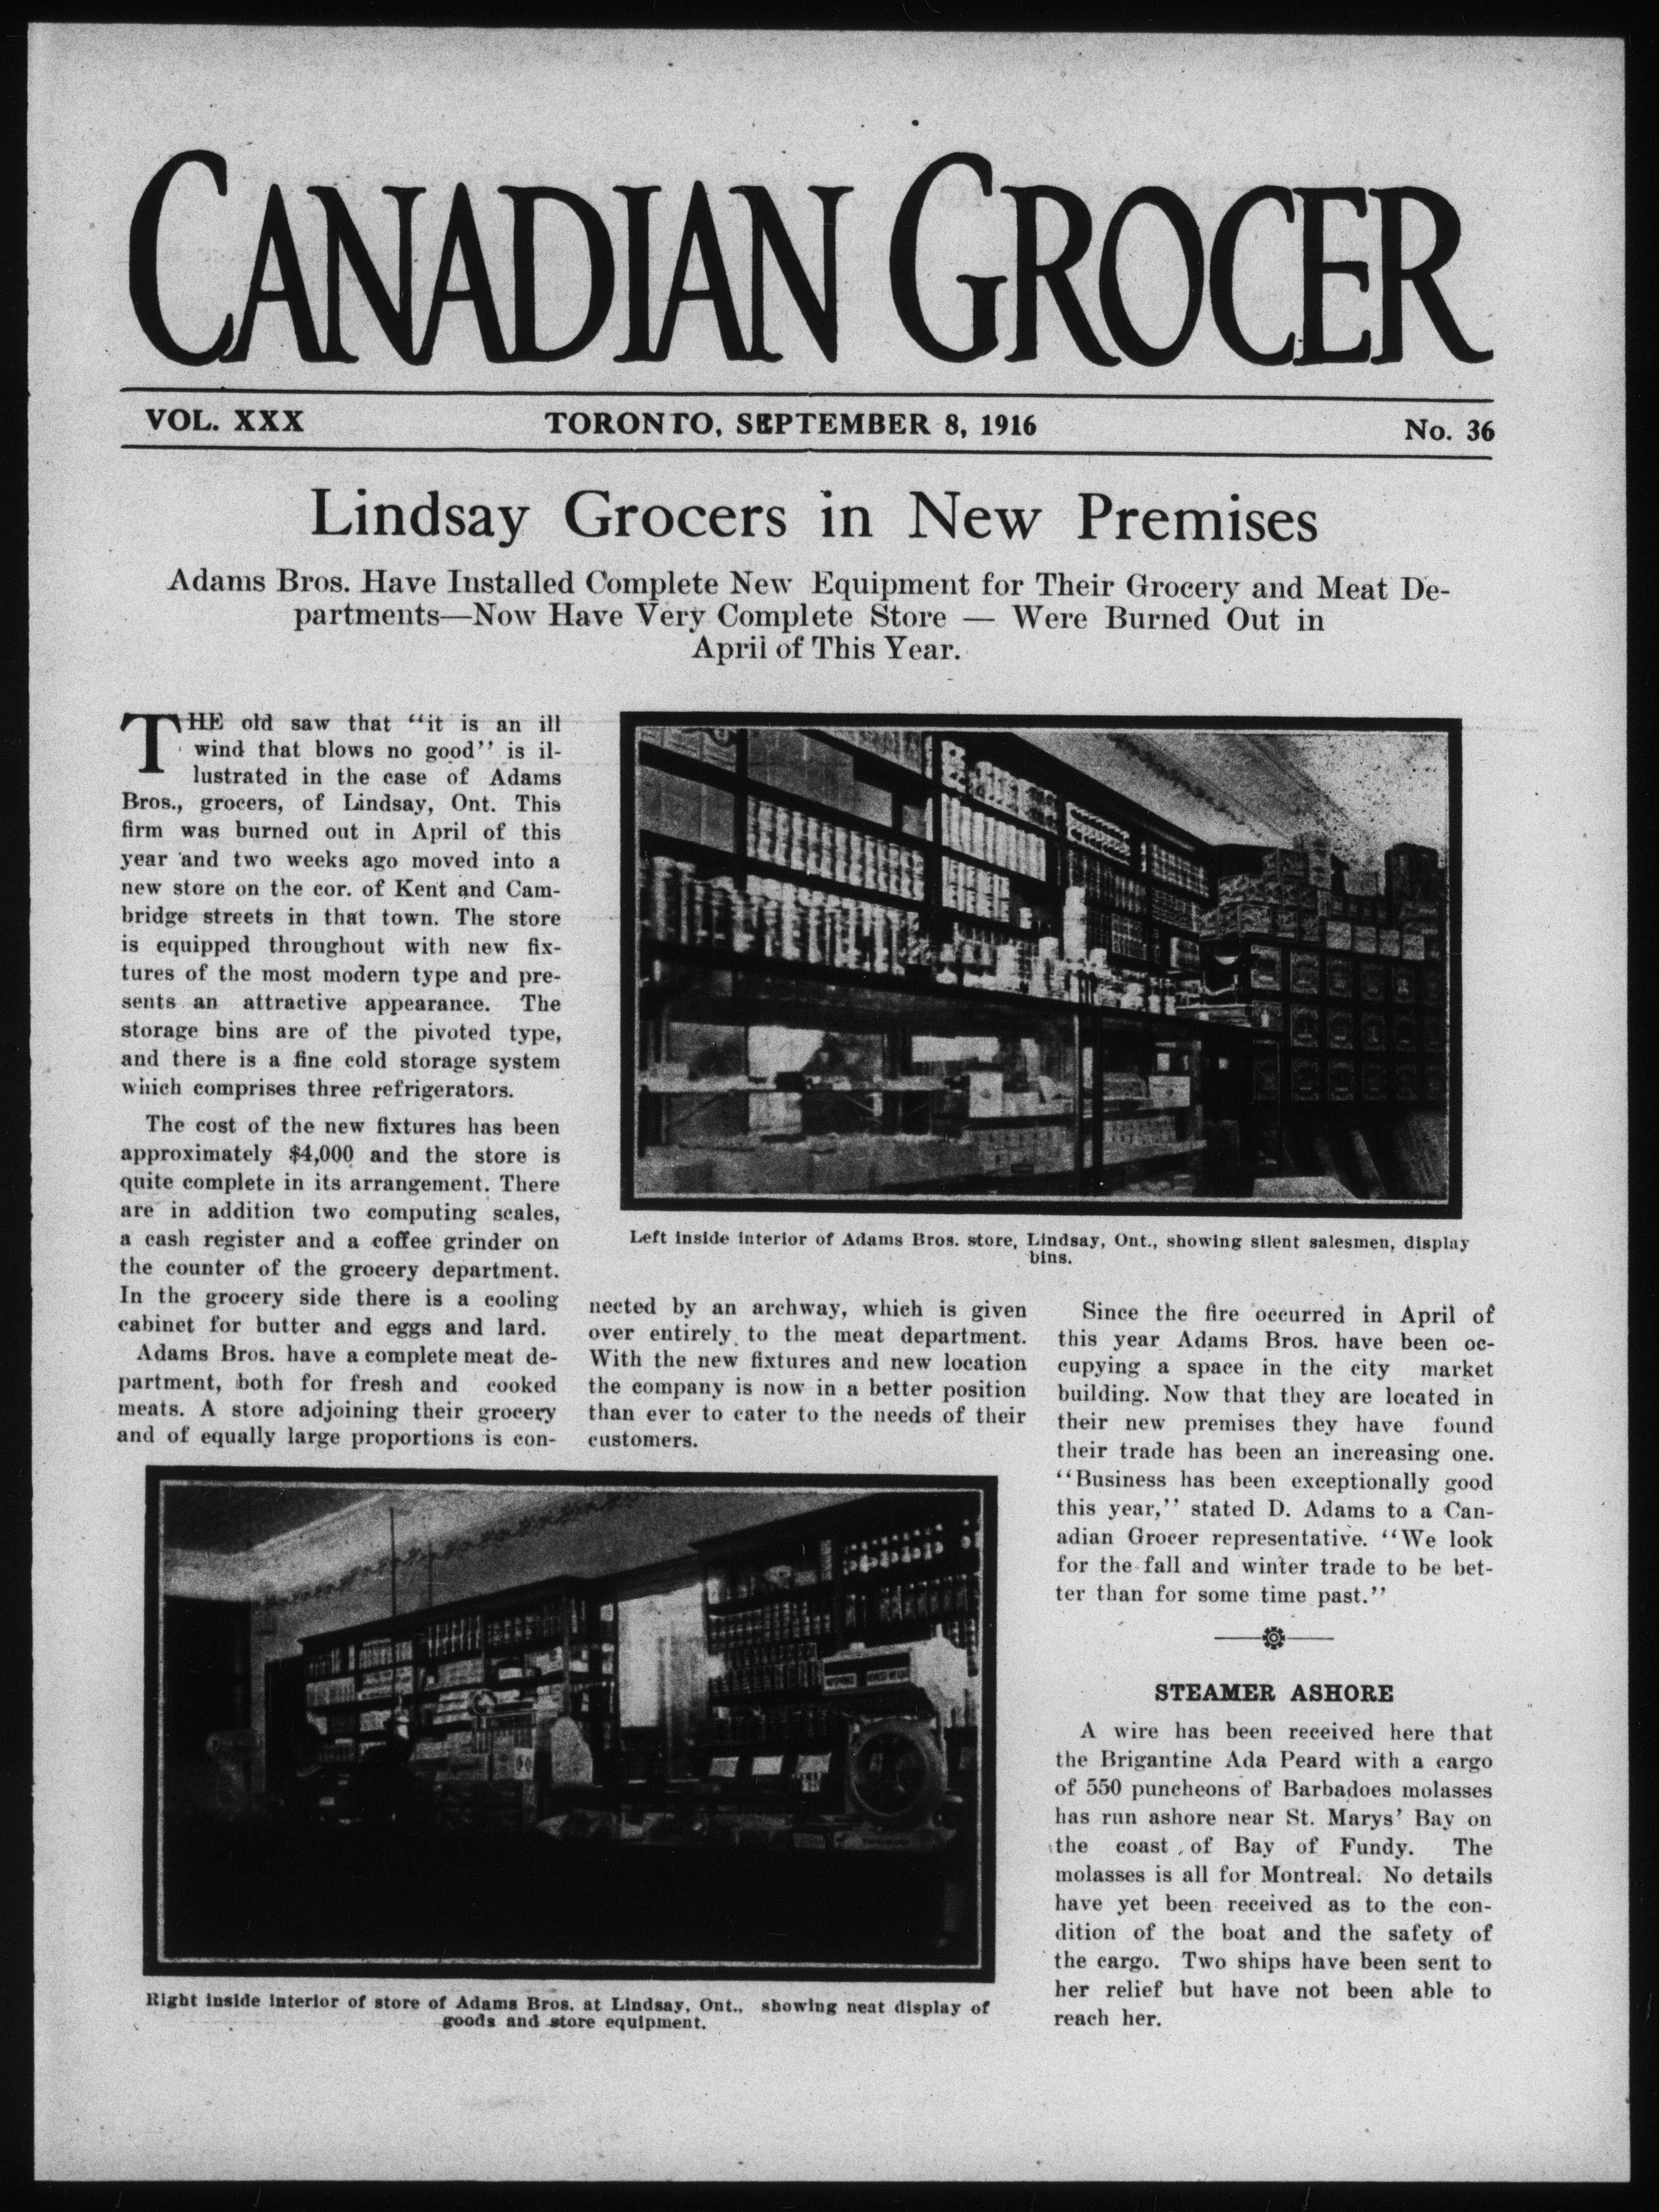 CANADIAN GROCER
VOL. XXX TORONTO, SEPTEMBER 8, 1916 No. 36
Lindsay Grocers in New Premises
Adams Bros. Have Installed Complete New Equipment for Their Grocery and Meat De-
partments—Now Have Very Complete Store — Were Burned Out in
April of This Year.
THE old saw that "it is an ill
wind that blows no good" is il-
lustrated in the case of Adams
Bros., grocers, of Lindsay, Ont. This
firm was burned out in April of this
year and two weeks ago moved into a
new store on the cor. of Kent and Cam-
bridge streets in that town. The store
is equipped throughout with new fix-
tures of the most modern type and pre-
sents an attractive appearance. The
storage bins are of the pivoted type,
and there is a fine cold storage system
which comprises three refrigerators.
The cost of the new fixtures has been
approximately $4,000 and the store is
quite complete in its arrangement. There
are in addition two computing scales,
a cash register and a coffee grinder on
the counter of the grocery department.
In the grocery side there is a cooling
cabinet for butter and eggs and lard.
Adams Bros. have a complete meat de-
partment, both for fresh and cooked
meats. A store adjoining their grocery
and of equally large proportions is con-
Left inside interior of Adams Bros. store, Lindsay, Ont., showing silent salesmen, display
bins.
nected by an archway, which is given
over entirely to the meat department.
With the new fixtures and new location
the company is now in a better position
than ever to cater to the needs of their
customers.
Right inside interior of store of Adams Bros. at Lindsay, Ont., showing neat display of
goods and store equipment.
Since the fire occurred in April of
this year Adams Bros. have been oc-
cupying a space in the city market
building. Now that they are located in
their new premises they have found
their trade has been an increasing one.
"Business has been exceptionally good
this year," stated D. Adams to a Can-
adian Grocer representative. "We look
for the fall and winter trade to be bet-
ter than for some time past."
STEAMER ASHORE
A wire has been received here that
the Brigantine Ada Peard with a cargo
of 550 puncheons of Barbadoes molasses
has run ashore near St. Marys' Bay on
the coast of Bay of Fundy. The
molasses is all for Montreal. No details
have yet been received as to the con-
dition of the boat and the safety of
the cargo. Two ships have been sent to
her relief but have not been able to
reach her.